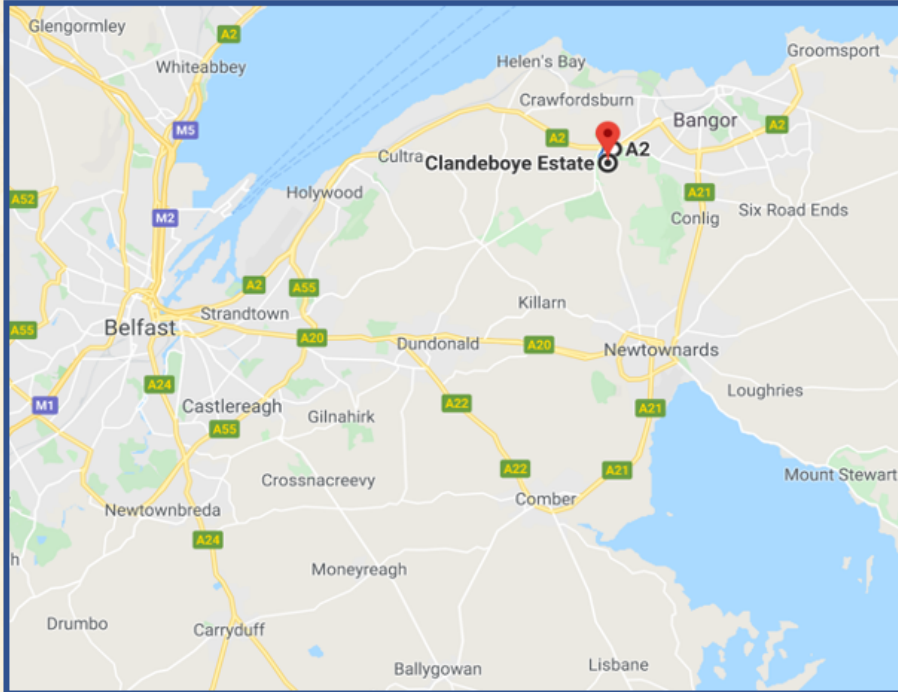 Glengormley
A2
Groomsport
Whiteabbey
Helen's Bay
Crawfordsburn
Bangor
M5
A2
A2
A2
Cultra
Clandeboye Estate
Holywood
A52
A21
M2
Conlig
Six Road Ends
A2
A55
Killarn
Strandtown
Belfast
A55
A20
Dundonald
A20
Newtownards
A24
Loughries
M1
Castlereagh
Gilnahirk
A22
A21
A55
Crossnacreevy
A22
A21
Mount Stewart
Comber
Newtownbreda
A24
h
Moneyreagh
Drumbo
Carryduff
Ballygowan
Lisbane